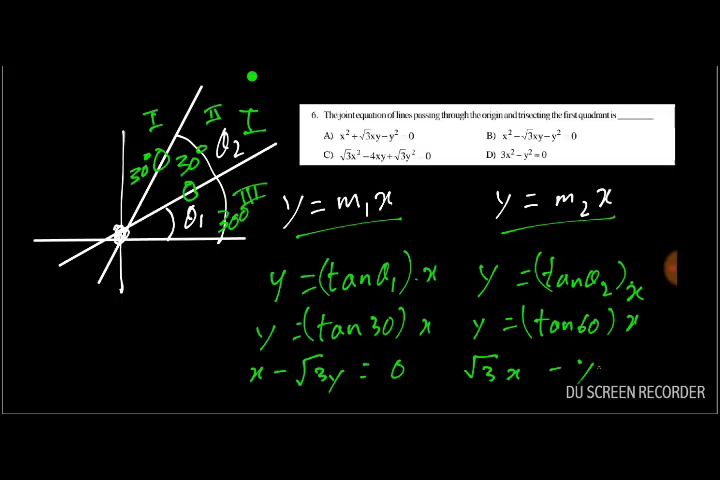 6. The joint equation of lines passing through the origin and trisecting the first quadrant is ________
A) x² + √3xy – y² = 0
B) x² – √3xy – y² = 0
C) √3x² – 4xy + √3y² = 0
D) 3x² – y² = 0
I II I
θ2
30° 30°
III
θ1 30°
y = m₁x
y = m₂x
y = (tanθ₁).x
y = (tanθ₂)x
y = (tan30)x
y = (tan60)x
x - √3y = 0
√3x - y
DU SCREEN RECORDER